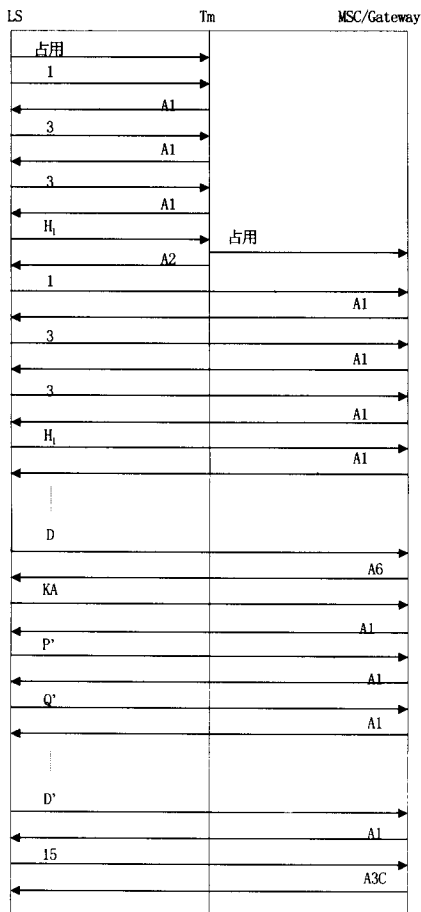 LS Tm MSC/Gateway
占用
1
A1
3
A1
3
A1
H₁
占用
A2
1
A1
3
A1
3
A1
H₁
A1
D
A6
KA
A1
P'
A1
Q'
A1
D'
A1
15
A3C